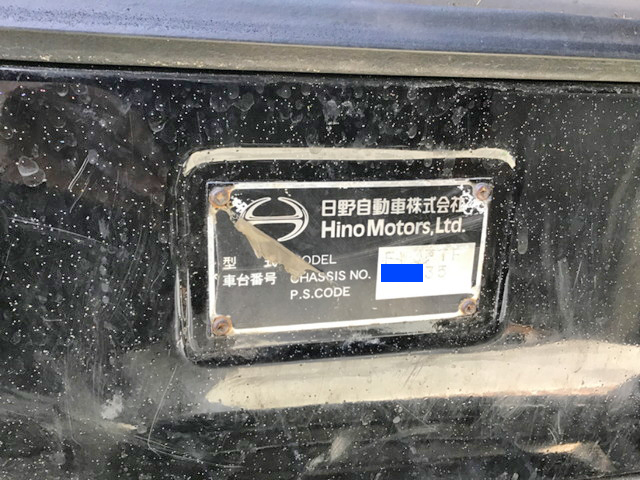 日野自動車株式会社
Hino Motors, Ltd.
型 式 MODEL
車台番号 CHASSIS NO. 35
P.S.CODE